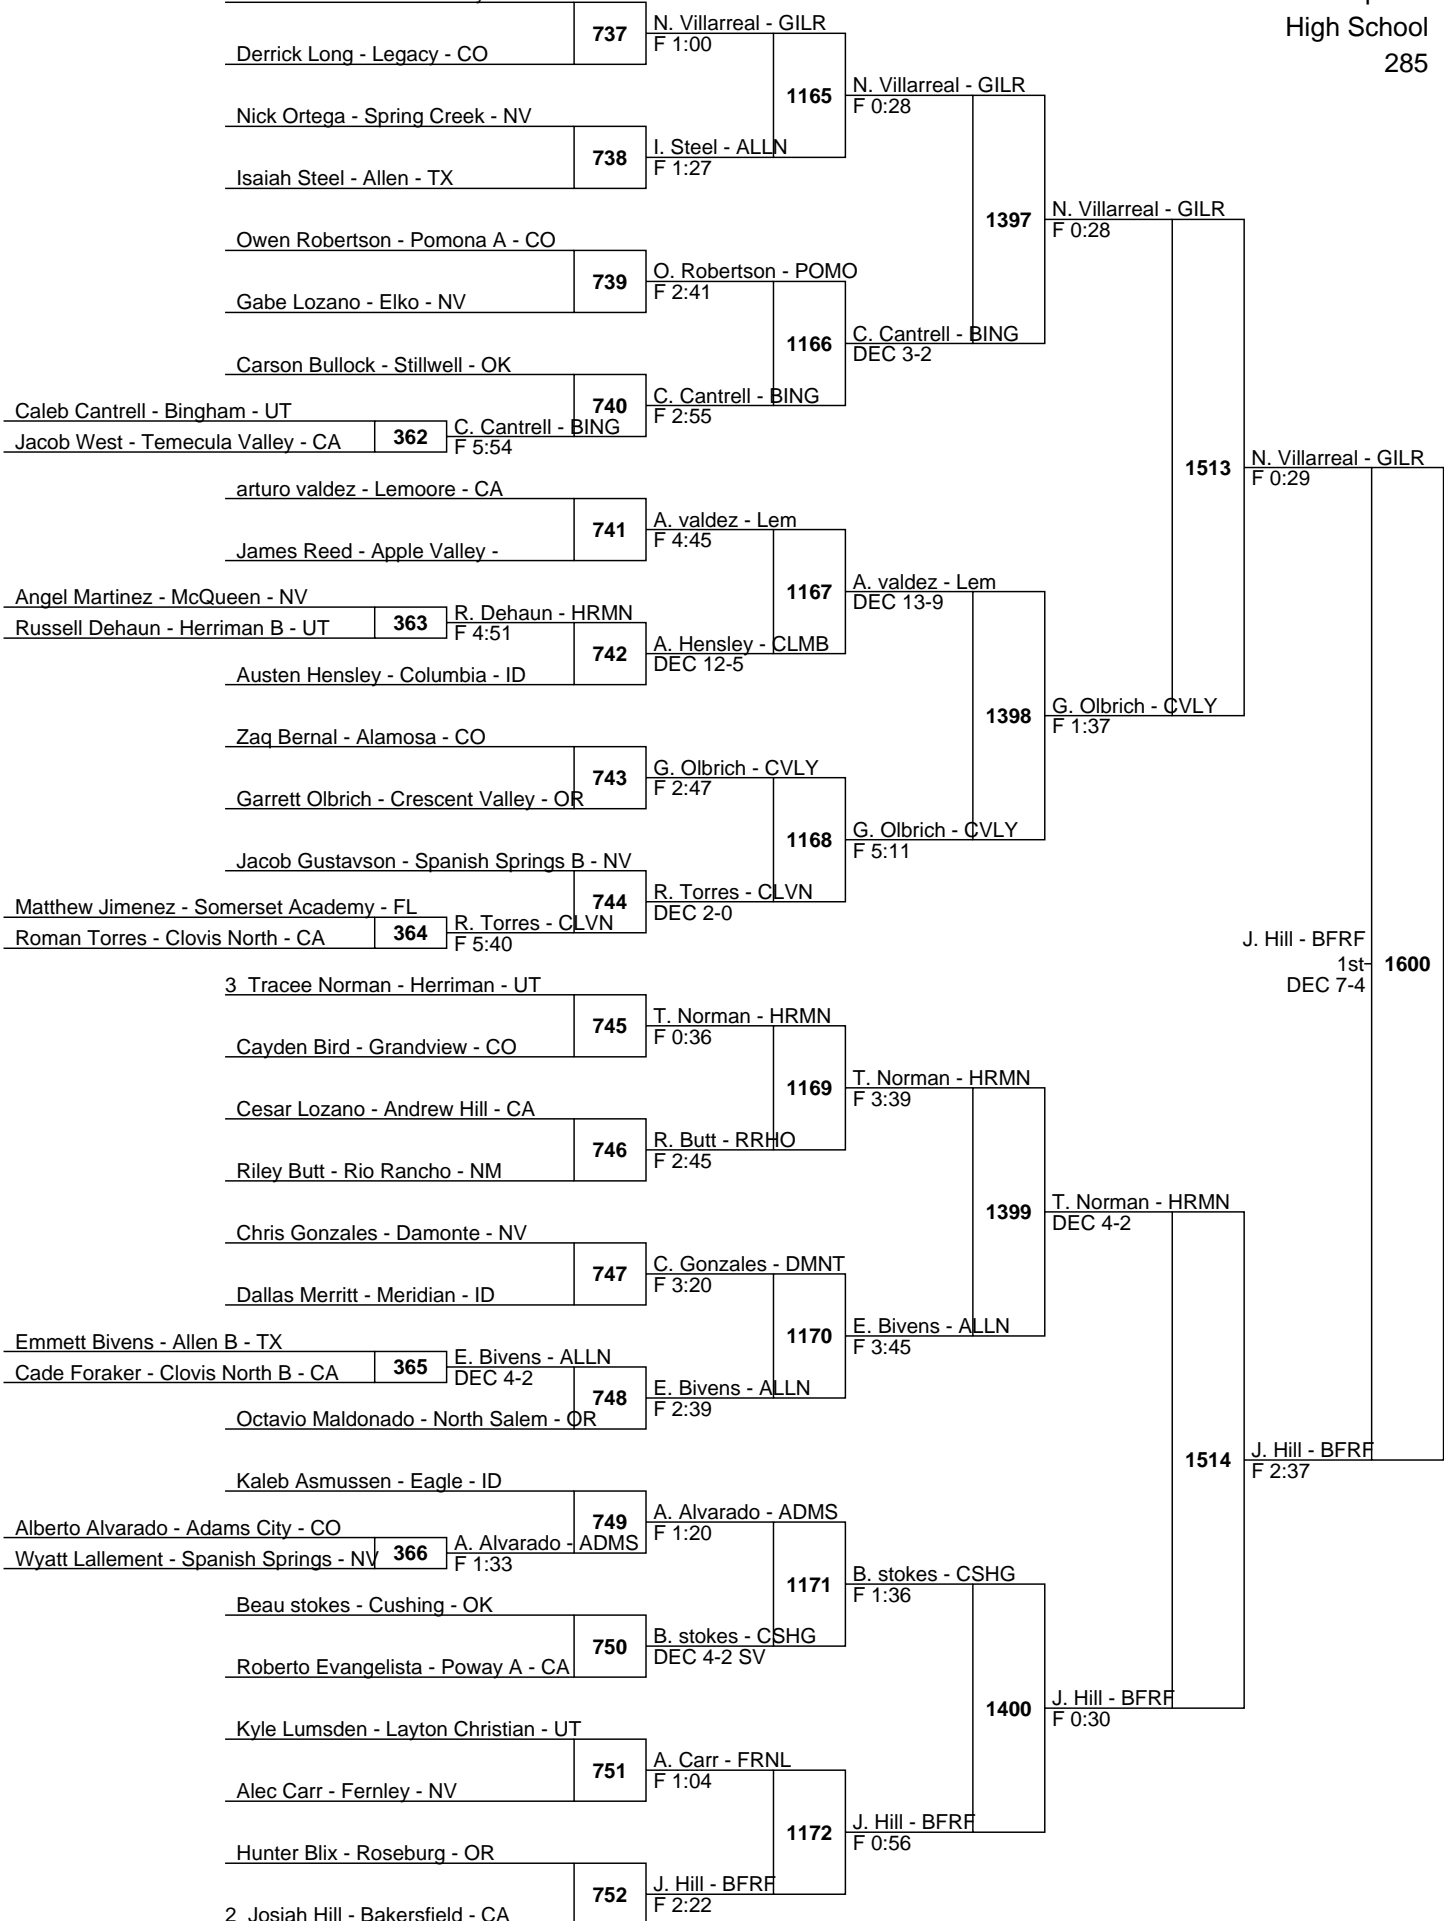 High School
285
737
N. Villarreal - GILR
F 1:00
Derrick Long - Legacy - CO
1165
N. Villarreal - GILR
F 0:28
Nick Ortega - Spring Creek - NV
738
I. Steel - ALLN
F 1:27
Isaiah Steel - Allen - TX
1397
N. Villarreal - GILR
F 0:28
Owen Robertson - Pomona A - CO
739
O. Robertson - POMO
F 2:41
Gabe Lozano - Elko - NV
1166
C. Cantrell - BING
DEC 3-2
Carson Bullock - Stillwell - OK
740
C. Cantrell - BING
F 2:55
Caleb Cantrell - Bingham - UT
Jacob West - Temecula Valley - CA
362
C. Cantrell - BING
F 5:54
1513
N. Villarreal - GILR
F 0:29
arturo valdez - Lemoore - CA
741
A. valdez - Lem
F 4:45
James Reed - Apple Valley -
1167
A. valdez - Lem
DEC 13-9
Angel Martinez - McQueen - NV
Russell Dehaun - Herriman B - UT
363
R. Dehaun - HRMN
F 4:51
742
A. Hensley - CLMB
DEC 12-5
Austen Hensley - Columbia - ID
1398
G. Olbrich - CVLY
F 1:37
Zaq Bernal - Alamosa - CO
743
G. Olbrich - CVLY
F 2:47
Garrett Olbrich - Crescent Valley - OR
1168
G. Olbrich - CVLY
F 5:11
Jacob Gustavson - Spanish Springs B - NV
744
R. Torres - CLVN
DEC 2-0
Matthew Jimenez - Somerset Academy - FL
Roman Torres - Clovis North - CA
364
R. Torres - CLVN
F 5:40
J. Hill - BFRF
1st
DEC 7-4
1600
3 Tracee Norman - Herriman - UT
745
T. Norman - HRMN
F 0:36
Cayden Bird - Grandview - CO
1169
T. Norman - HRMN
F 3:39
Cesar Lozano - Andrew Hill - CA
746
R. Butt - RRHO
F 2:45
Riley Butt - Rio Rancho - NM
1399
T. Norman - HRMN
DEC 4-2
Chris Gonzales - Damonte - NV
747
C. Gonzales - DMNT
F 3:20
Dallas Merritt - Meridian - ID
1170
E. Bivens - ALLN
F 3:45
Emmett Bivens - Allen B - TX
Cade Foraker - Clovis North B - CA
365
E. Bivens - ALLN
DEC 4-2
748
E. Bivens - ALLN
F 2:39
Octavio Maldonado - North Salem - OR
1514
J. Hill - BFRF
F 2:37
Kaleb Asmussen - Eagle - ID
749
A. Alvarado - ADMS
F 1:20
Alberto Alvarado - Adams City - CO
Wyatt Lallement - Spanish Springs - NV
366
A. Alvarado - ADMS
F 1:33
1171
B. stokes - CSHG
F 1:36
Beau stokes - Cushing - OK
750
B. stokes - CSHG
DEC 4-2 SV
Roberto Evangelista - Poway A - CA
1400
J. Hill - BFRF
F 0:30
Kyle Lumsden - Layton Christian - UT
751
A. Carr - FRNL
F 1:04
Alec Carr - Fernley - NV
1172
J. Hill - BFRF
F 0:56
Hunter Blix - Roseburg - OR
752
J. Hill - BFRF
F 2:22
2 Josiah Hill - Bakersfield - CA